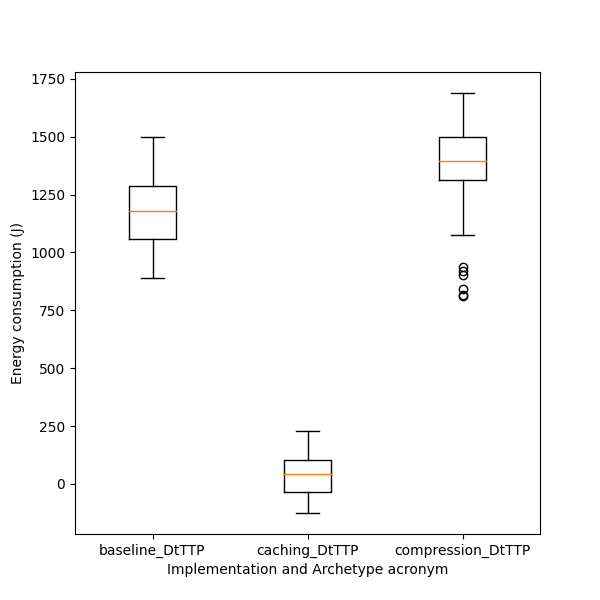 1750
1500
1250
1000
750
500
250
0
Energy consumption (J)
baseline_DtTTP caching_DtTTP compression_DtTTP
Implementation and Archetype acronym